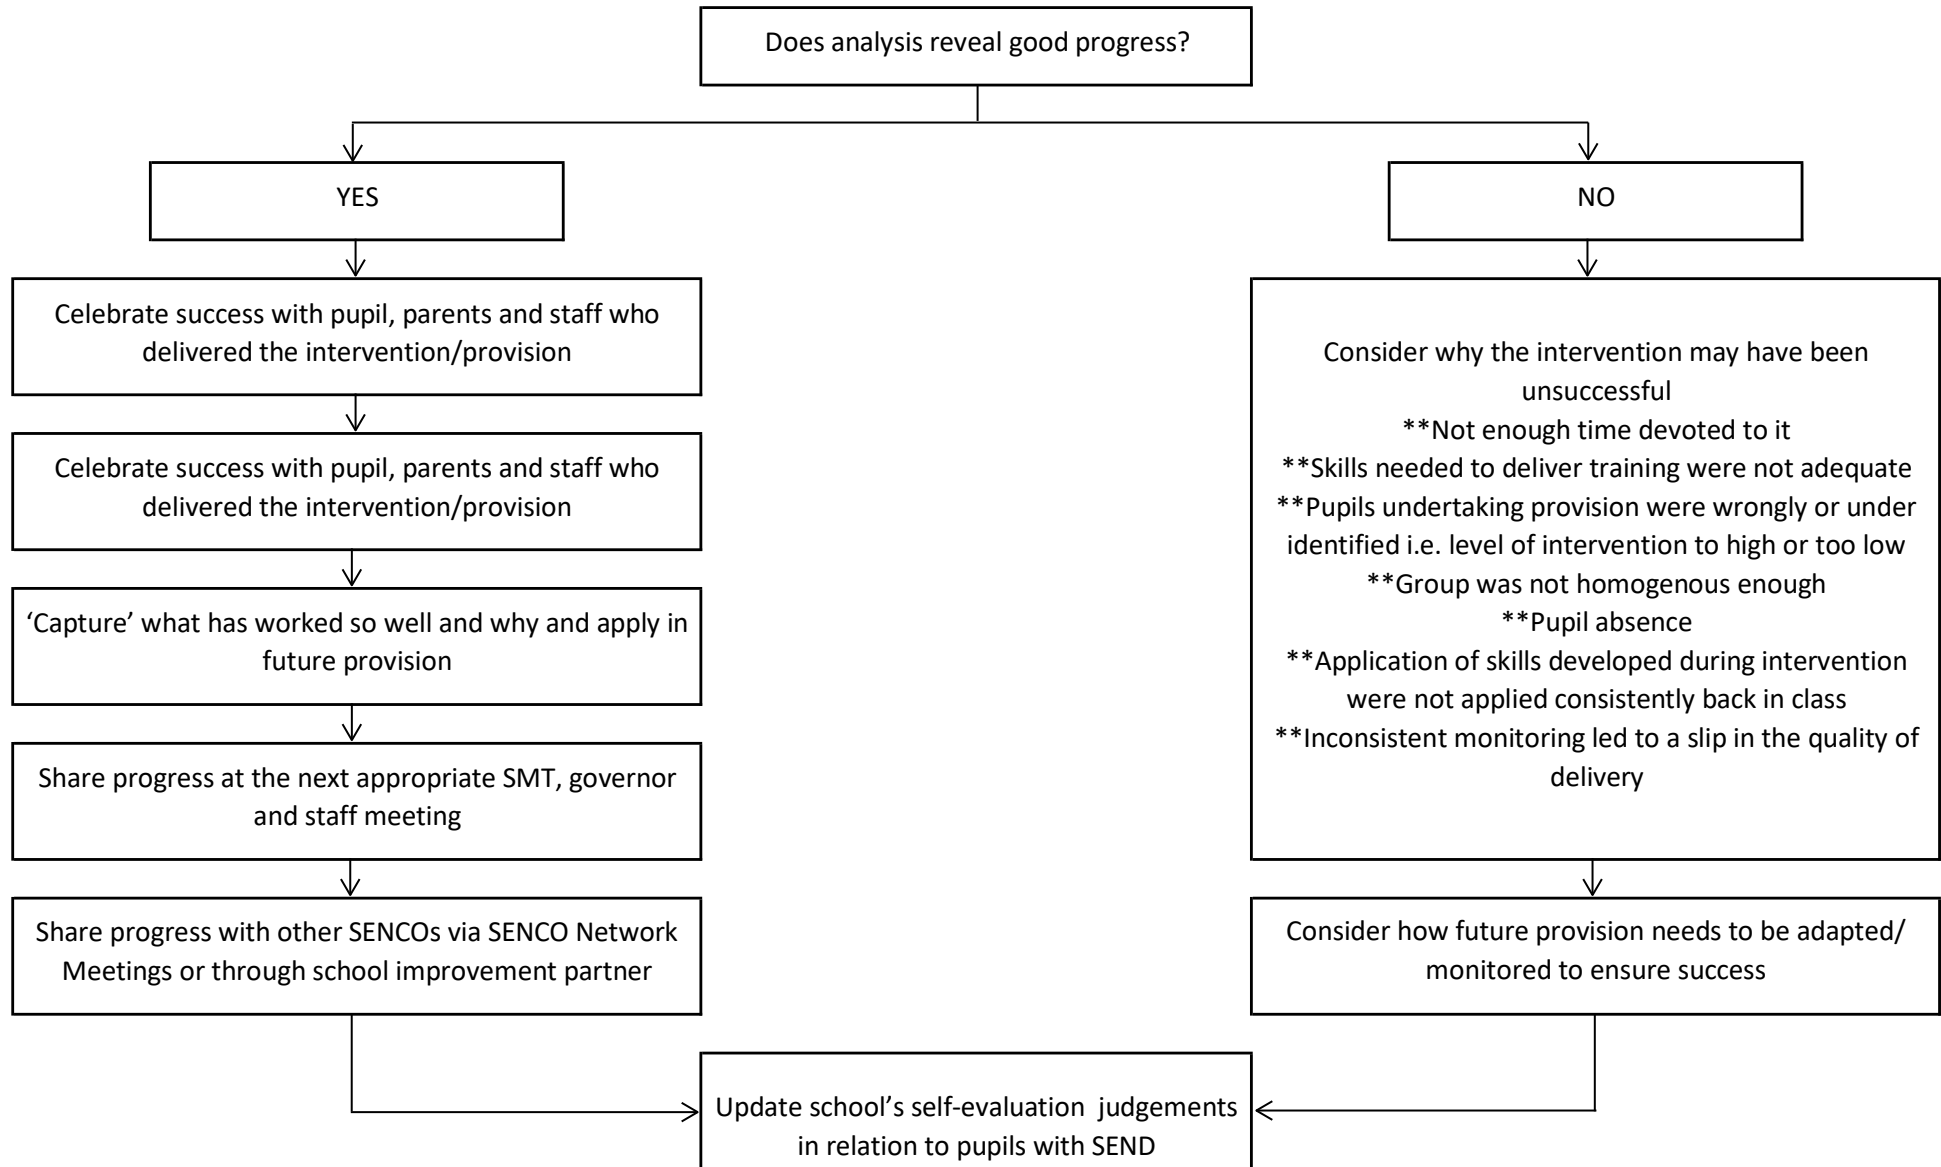 Does analysis reveal good progress?
YES
NO
Celebrate success with pupil, parents and staff who
delivered the intervention/provision
Celebrate success with pupil, parents and staff who
delivered the intervention/provision
‘Capture’ what has worked so well and why and apply in
future provision
Share progress at the next appropriate SMT, governor
and staff meeting
Share progress with other SENCOs via SENCO Network
Meetings or through school improvement partner
Consider why the intervention may have been
unsuccessful
**Not enough time devoted to it
**Skills needed to deliver training were not adequate
**Pupils undertaking provision were wrongly or under
identified i.e. level of intervention to high or too low
**Group was not homogenous enough
**Pupil absence
**Application of skills developed during intervention
were not applied consistently back in class
**Inconsistent monitoring led to a slip in the quality of
delivery
Consider how future provision needs to be adapted/
monitored to ensure success
Update school’s self-evaluation judgements
in relation to pupils with SEND